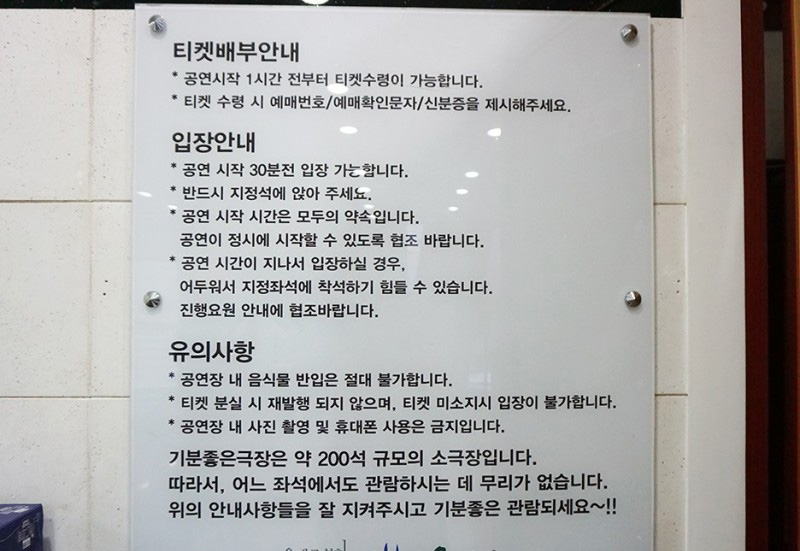 티켓배부안내
* 공연시작 1시간 전부터 티켓수령이 가능합니다.
* 티켓 수령 시 예매번호/예매확인문자/신분증을 제시해주세요.
입장안내
* 공연 시작 30분전 입장 가능합니다.
* 반드시 지정석에 앉아 주세요.
* 공연 시작 시간은 모두의 약속입니다.
공연이 정시에 시작할 수 있도록 협조 바랍니다.
* 공연 시간이 지나서 입장하실 경우,
어두워서 지정좌석에 착석하기 힘들 수 있습니다.
진행요원 안내에 협조바랍니다.
유의사항
* 공연장 내 음식물 반입은 절대 불가합니다.
* 티켓 분실 시 재발행 되지 않으며, 티켓 미소지시 입장이 불가합니다.
* 공연장 내 사진 촬영 및 휴대폰 사용은 금지입니다.
기분좋은극장은 약 200석 규모의 소극장입니다.
따라서, 어느 좌석에서도 관람하시는 데 무리가 없습니다.
위의 안내사항들을 잘 지켜주시고 기분좋은 관람되세요~!!